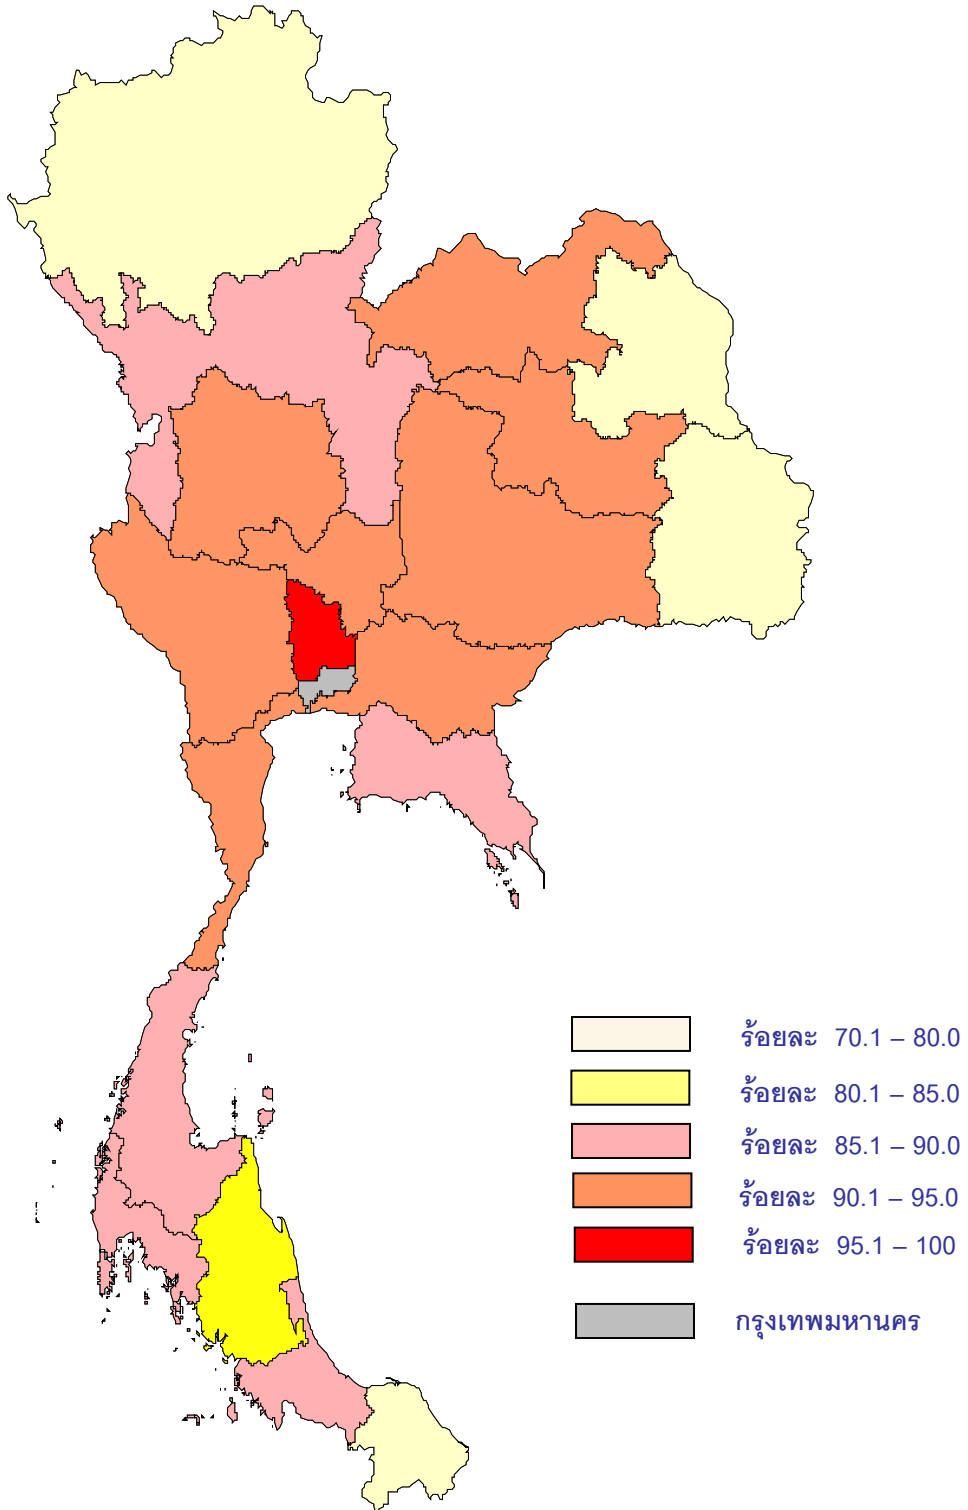 ร้อยละ 70.1 – 80.0
ร้อยละ 80.1 – 85.0
ร้อยละ 85.1 – 90.0
ร้อยละ 90.1 – 95.0
ร้อยละ 95.1 – 100
กรุงเทพมหานคร